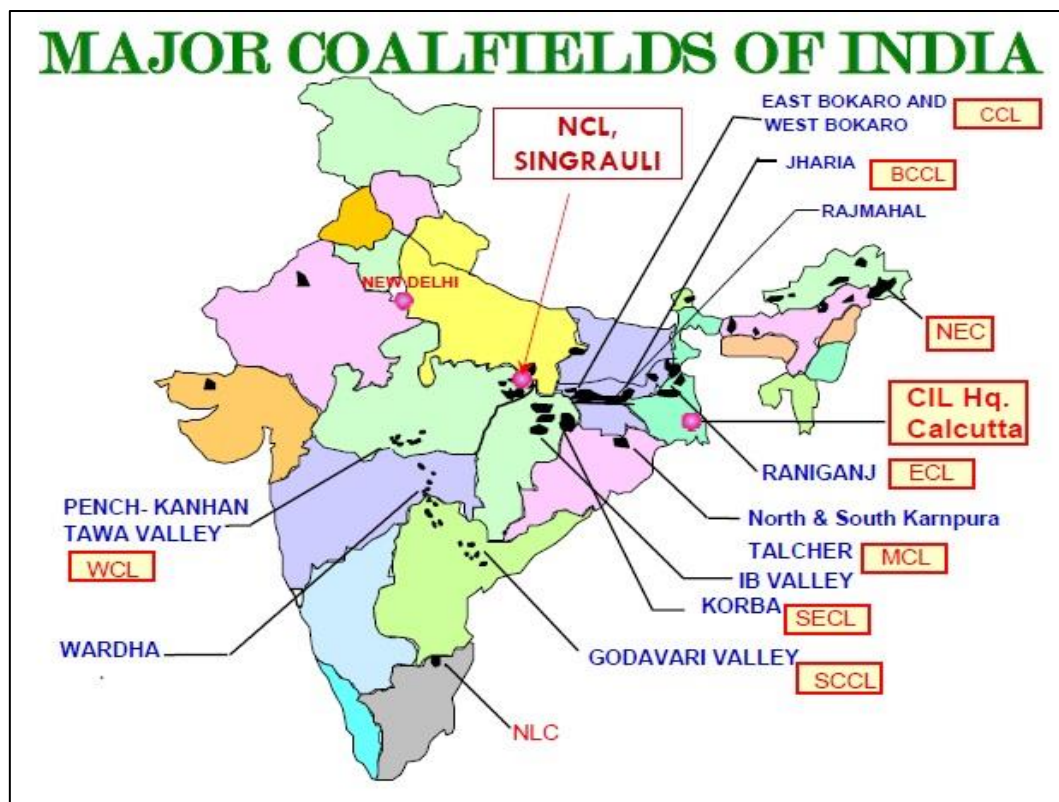 MAJOR COALFIELDS OF INDIA
EAST BOKARO AND
WEST BOKARO
CCL
NCL,
SINGRAULI
JHARIA
BCCL
RAJMAHAL
NEW DELHI
NEC
CIL Hq.
Calcutta
RANIGANJ
ECL
PENCH- KANHAN
TAWA VALLEY
WCL
North & South Karnpura
TALCHER
MCL
IB VALLEY
KORBA
SECL
WARDHA
GODAVARI VALLEY
SCCL
NLC